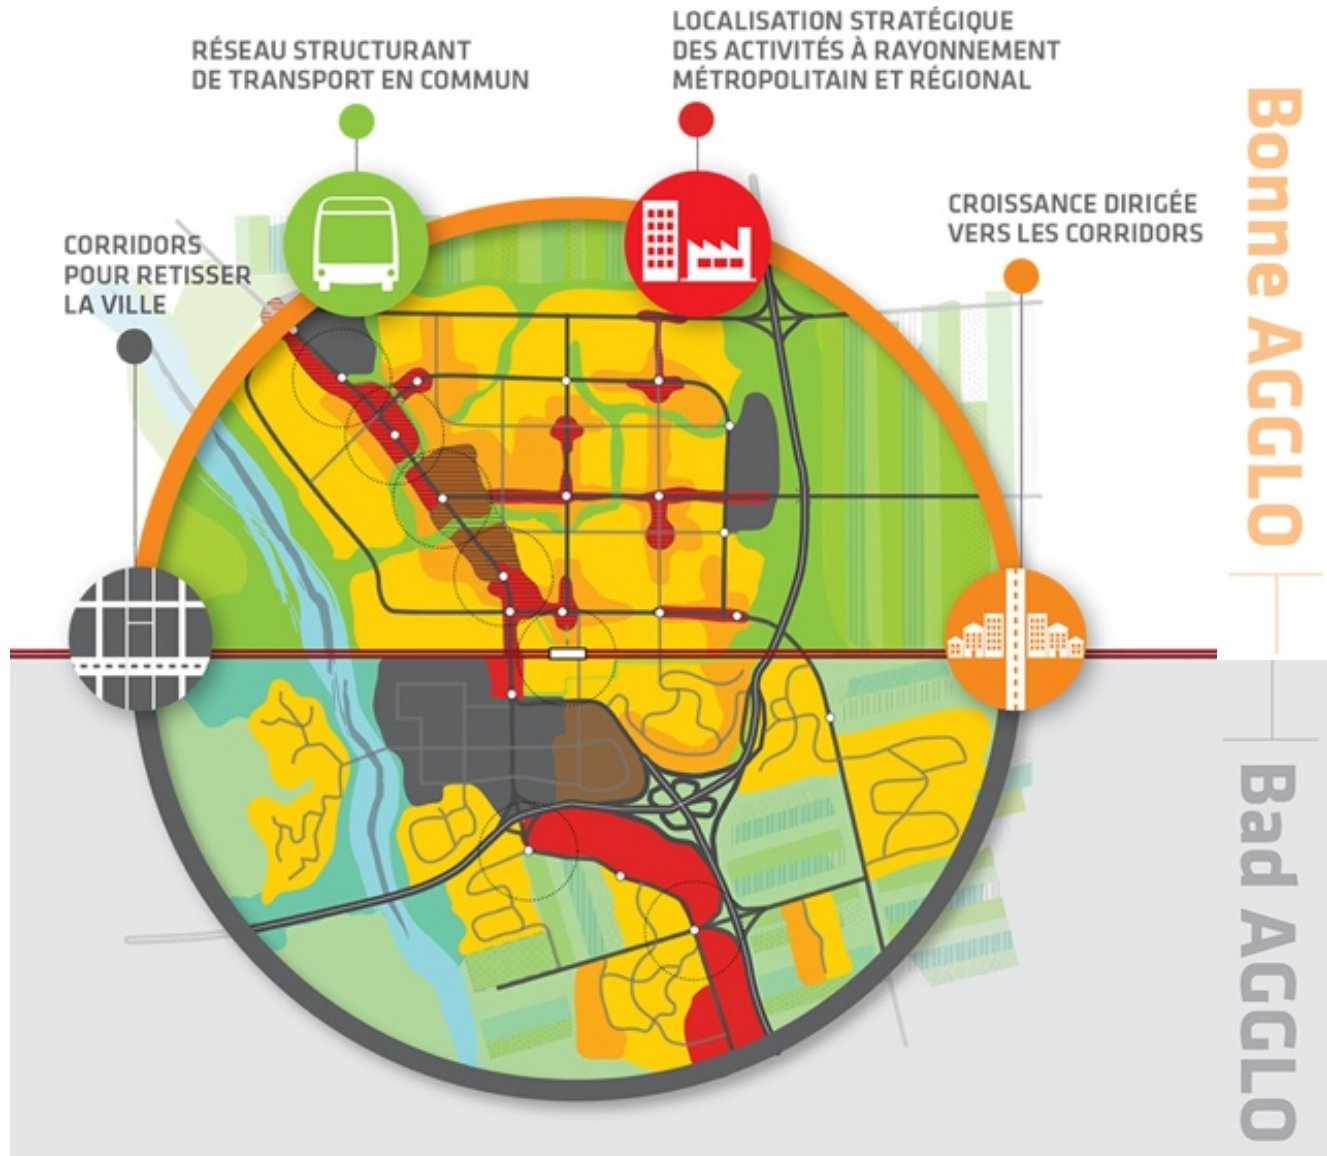 RÉSEAU STRUCTURANT
DE TRANSPORT EN COMMUN
LOCALISATION STRATÉGIQUE
DES ACTIVITÉS À RAYONNEMENT
MÉTROPOLITAIN ET RÉGIONAL
CORRIDORS
POUR RETISSER
LA VILLE
CROISSANCE DIRIGÉE
VERS LES CORRIDORS
Bonne AGGLO
Bad AGGLO